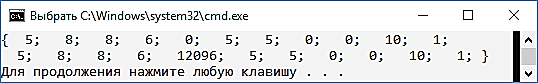 Выбрать C:\Windows\system32\cmd.exe
{  5;   8;   8;   6;   0;   5;   5;   0;   0;   10;   1;
   5;   8;   8;   6;   12096;   5;   5;   0;   0;   10;   1; }
Для продолжения нажмите любую клавишу . . .